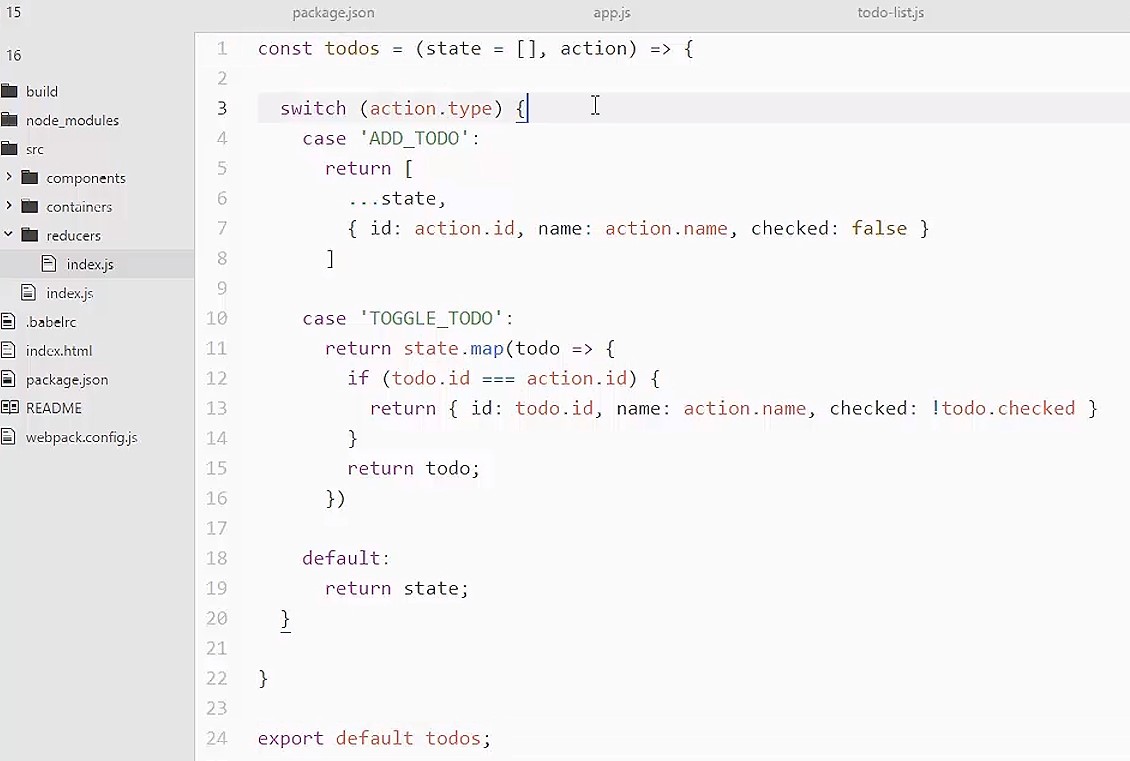 15
16
build
node_modules
src
components
containers
reducers
index.js
index.js
.babelrc
index.html
package.json
README
webpack.config.js
package.json app.js todo-list.js
1 const todos = (state = [], action) => {
2
3   switch (action.type) {
4     case 'ADD_TODO':
5       return [
6         ...state,
7         { id: action.id, name: action.name, checked: false }
8       ]
9
10     case 'TOGGLE_TODO':
11       return state.map(todo => {
12         if (todo.id === action.id) {
13           return { id: todo.id, name: action.name, checked: !todo.checked }
14         }
15         return todo;
16       })
17
18     default:
19       return state;
20   }
21
22 }
23
24 export default todos;